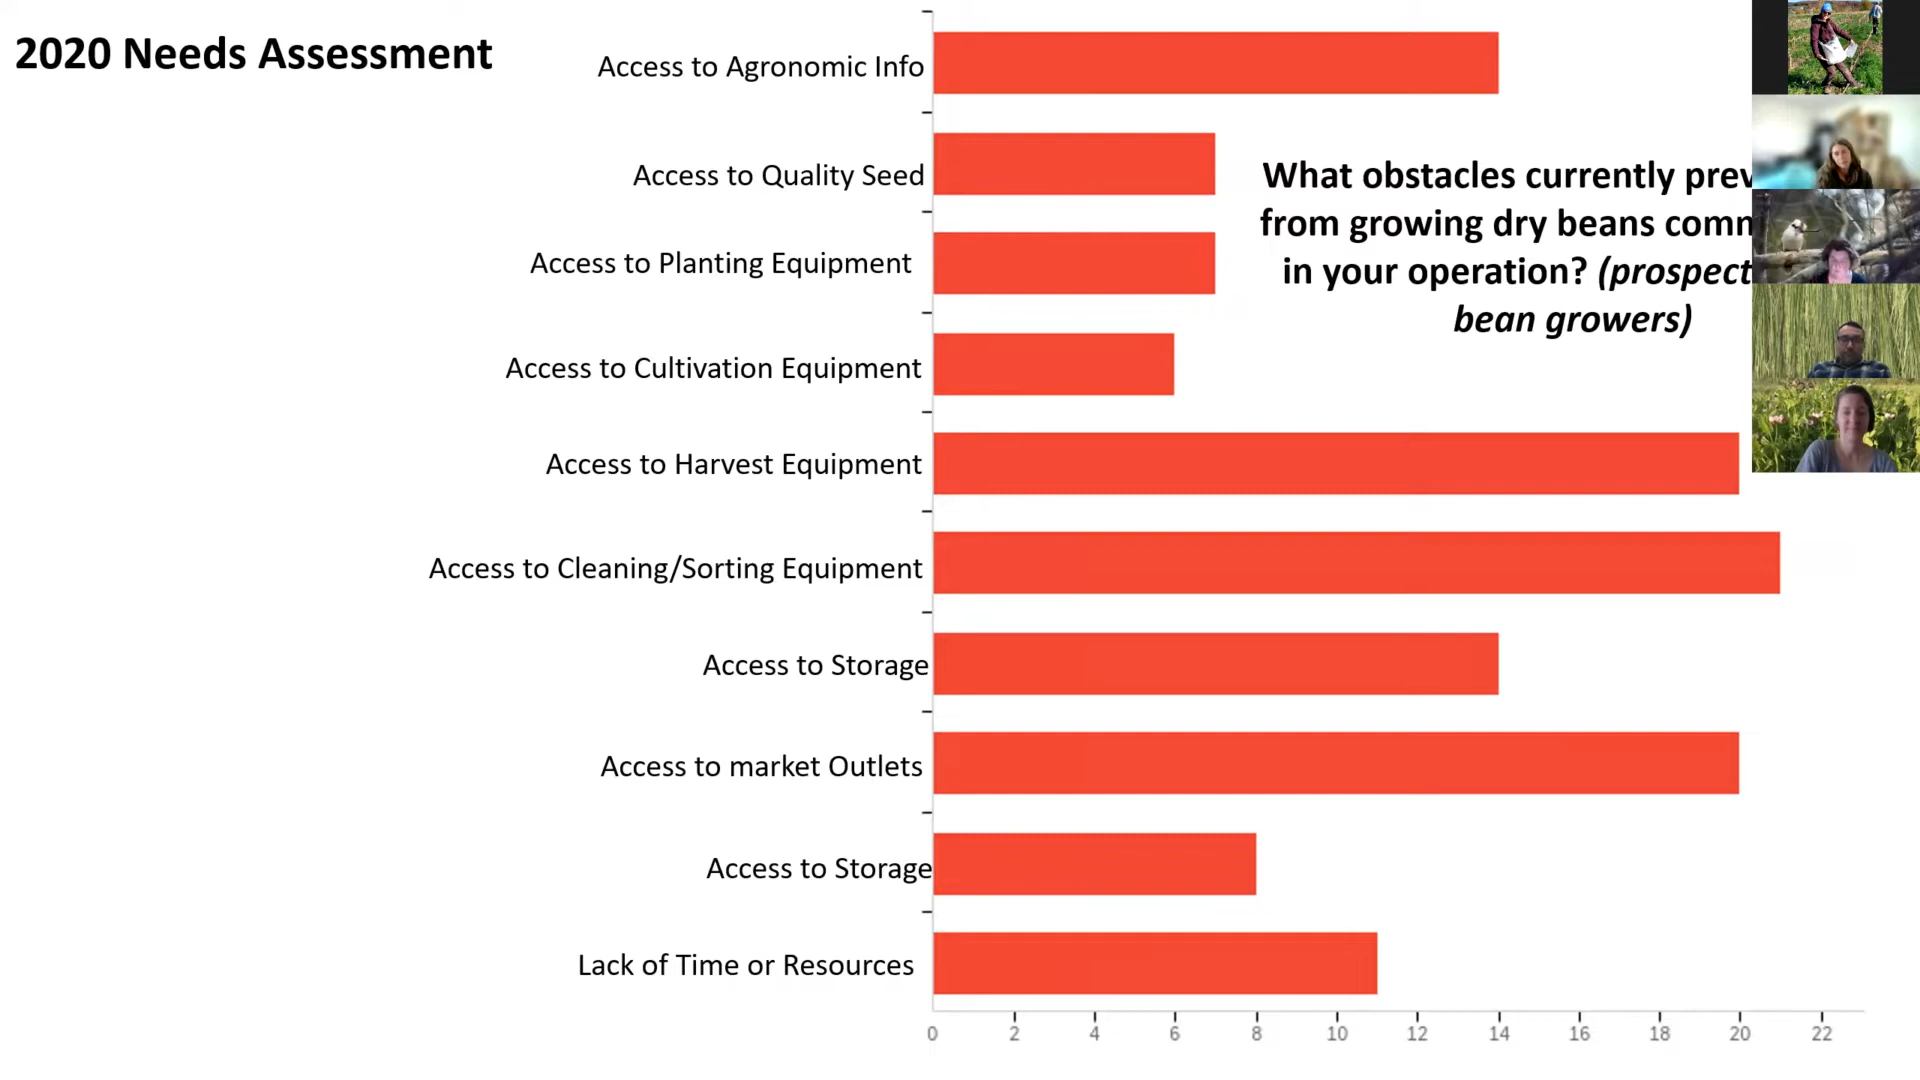 2020 Needs Assessment
Access to Agronomic Info
Access to Quality Seed
Access to Planting Equipment
Access to Cultivation Equipment
Access to Harvest Equipment
Access to Cleaning/Sorting Equipment
Access to Storage
Access to market Outlets
Access to Storage
Lack of Time or Resources
What obstacles currently prev
from growing dry beans comm
in your operation? (prospect
bean growers)
0 2 4 6 8 10 12 14 16 18 20 22